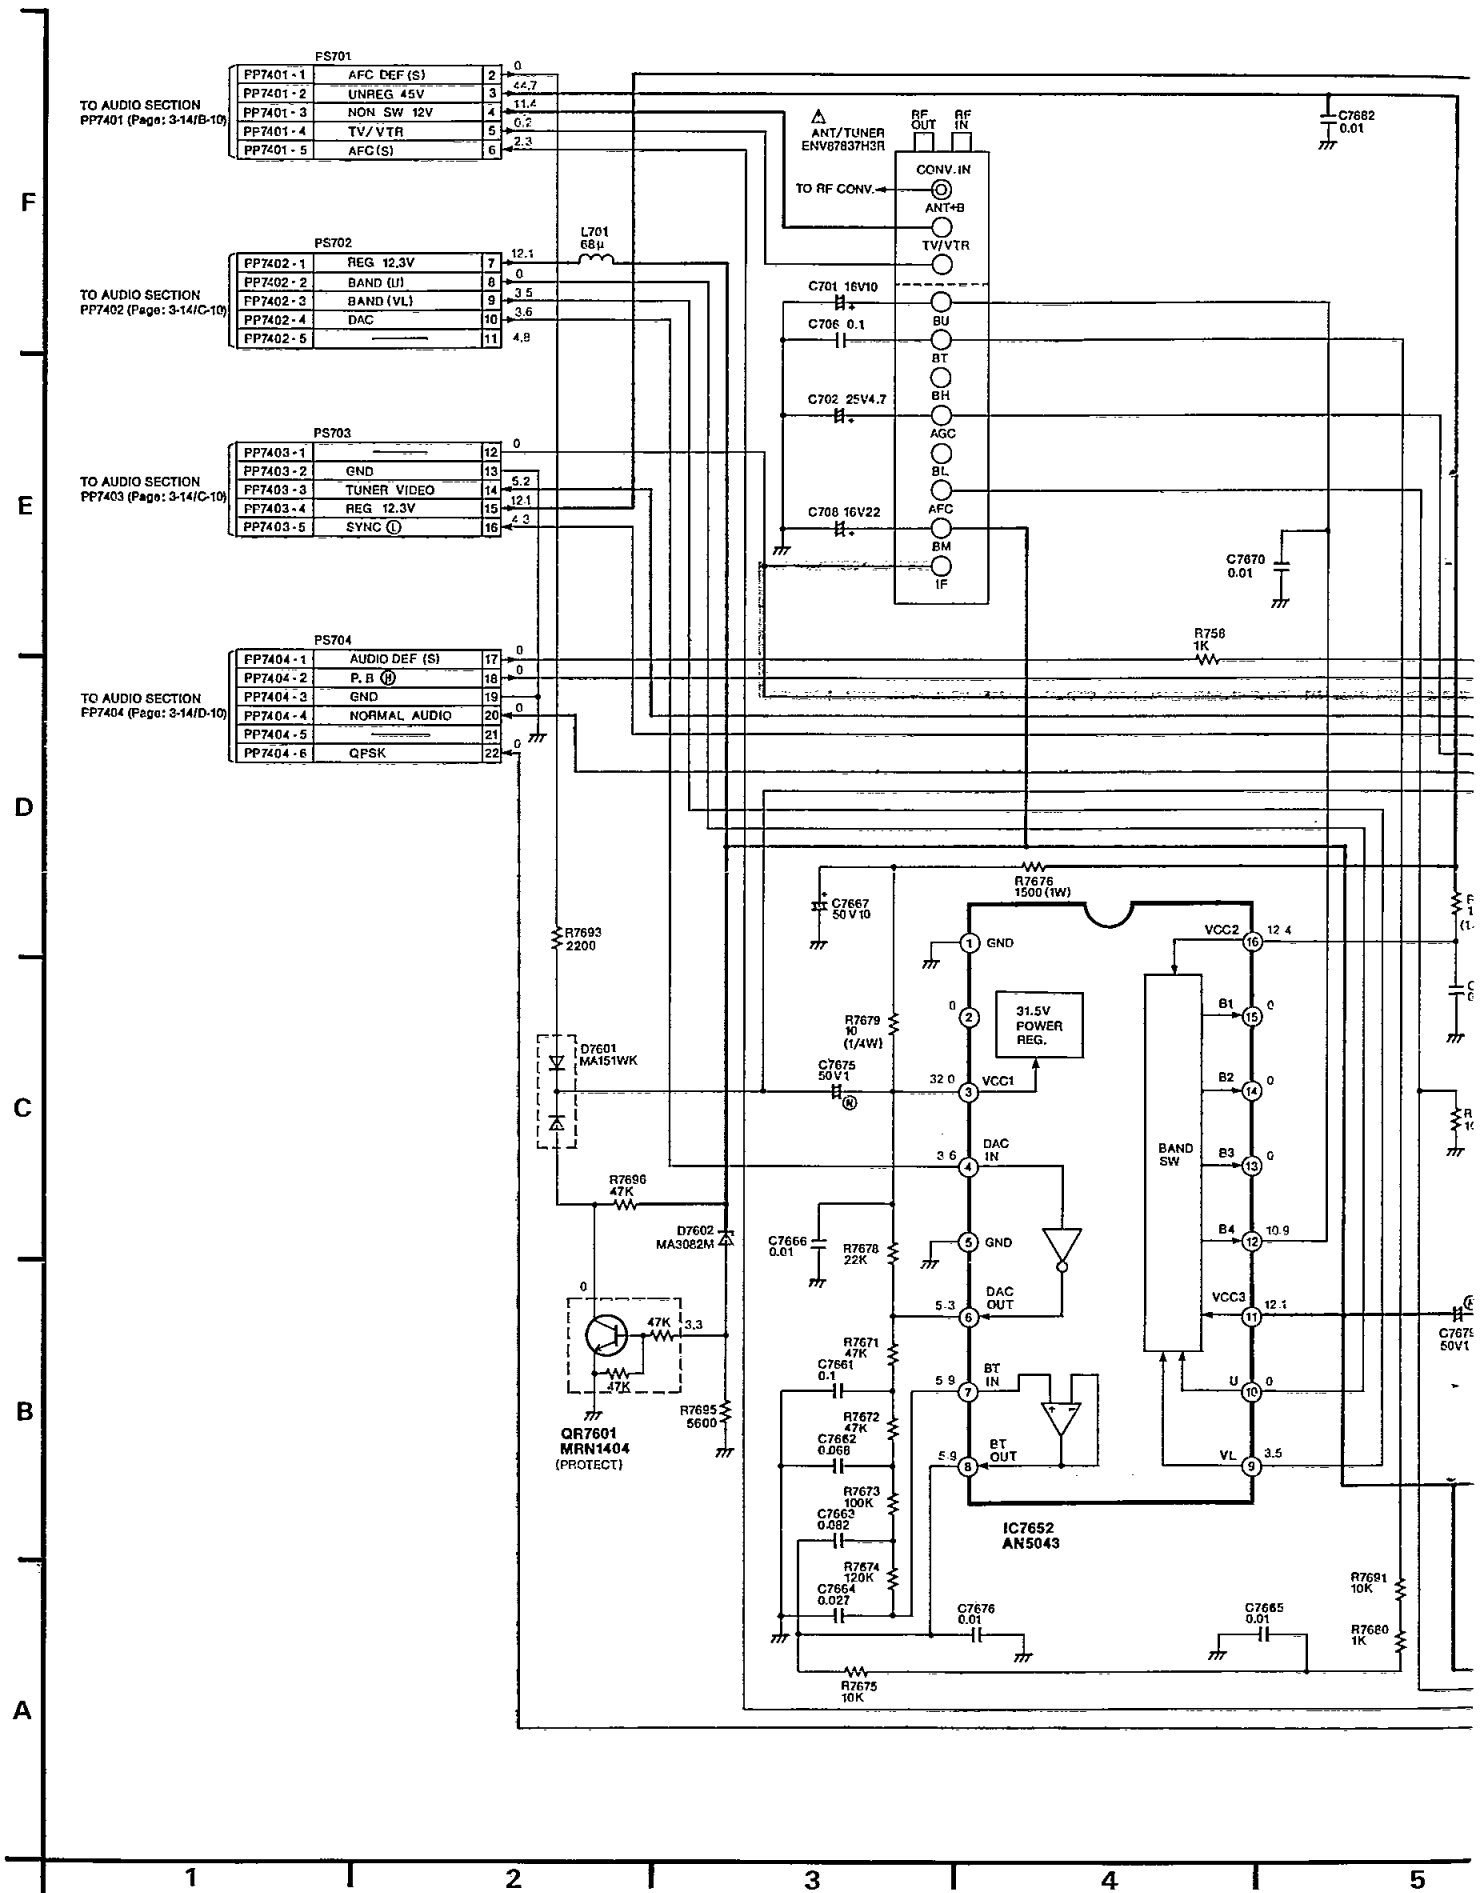 PS701
TO AUDIO SECTION
PP7401 (Page: 3-14/B-10)
PP7401-1 AFC DEF (S) 2 0
PP7401-2 UNREG 45V 3 44.7
PP7401-3 NON SW 12V 4 11.4
PP7401-4 TV/VTR 5 0.2
PP7401-5 AFC (S) 6 2.3
PS702
TO AUDIO SECTION
PP7402 (Page: 3-14/C-10)
PP7402-1 REG 12.3V 7 12.1
PP7402-2 BAND (U) 8 0
PP7402-3 BAND (VL) 9 3.5
PP7402-4 DAC 10 3.6
PP7402-5 11 4.8
PS703
TO AUDIO SECTION
PP7403 (Page: 3-14/C-10)
PP7403-1 12 0
PP7403-2 GND 13
PP7403-3 TUNER VIDEO 14 5.2
PP7403-4 REG 12.3V 15 12.1
PP7403-5 SYNC (L) 16 4.3
PS704
TO AUDIO SECTION
PP7404 (Page: 3-14/D-10)
PP7404-1 AUDIO DEF (S) 17 0
PP7404-2 P.B (H) 18 0
PP7404-3 GND 19
PP7404-4 NORMAL AUDIO 20 0
PP7404-5 21
PP7404-6 QPSK 22 0
L701
68μ
ANT/TUNER
ENV87837H3R
RF OUT
RF IN
CONV. IN
TO RF CONV.
ANT+B
TV/VTR
C701 16V10
BU
C706 0.1
BT
BH
C702 25V4.7
AGC
BL
AFC
C708 16V22
BM
IF
C7682
0.01
C7670
0.01
R758
1K
R7676
1500 (1W)
C7667
50V10
R7693
2200
R7679
10
(1/4W)
D7601
MA151WK
C7675
50V1
(N)
R7696
47K
D7602
MA3082M
C7666
0.01
R7678
22K
0
47K
3.3
47K
QR7601
MRN1404
(PROTECT)
R7695
5600
R7671
47K
C7661
0.1
R7672
47K
C7662
0.068
R7673
100K
C7663
0.082
R7674
120K
C7664
0.027
C7676
0.01
R7675
10K
C7665
0.01
R7691
10K
R7680
1K
1 GND
0 2
31.5V
POWER
REG.
32.0 3 VCC1
3.6 4 DAC IN
5 GND
5.3 6 DAC OUT
5.9 7 BT IN
5.9 8 BT OUT
BAND
SW
VCC2 16 12.4
B1 15 0
B2 14 0
B3 13 0
B4 12 10.9
VCC3 11 12.1
U 10 0
VL 9 3.5
IC7652
AN5043
50V1
F
E
D
C
B
A
1 2 3 4 5